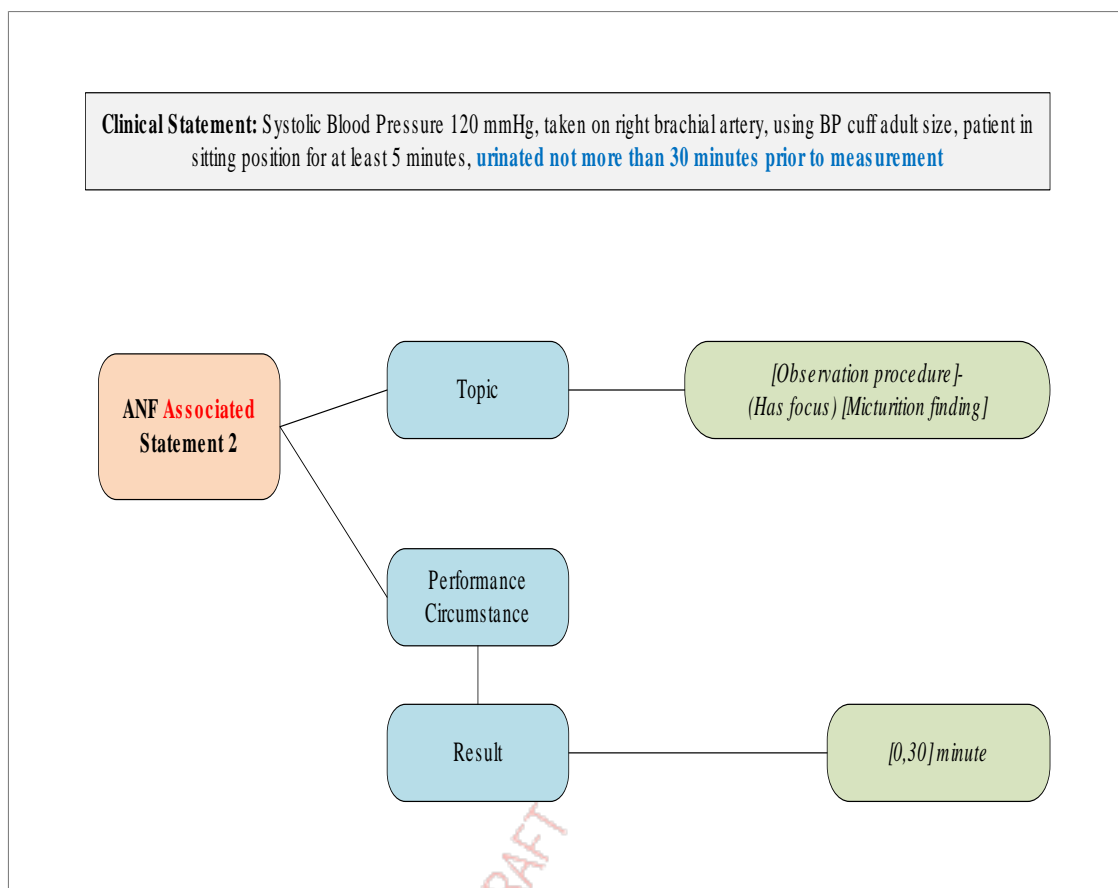 Clinical Statement: Systolic Blood Pressure 120 mmHg, taken on right brachial artery, using BP cuff adult size, patient in
sitting position for at least 5 minutes, urinated not more than 30 minutes prior to measurement
ANF Associated
Statement 2
Topic
[Observation procedure]-
(Has focus) [Micturition finding]
Performance
Circumstance
Result
[0,30] minute
RAFT